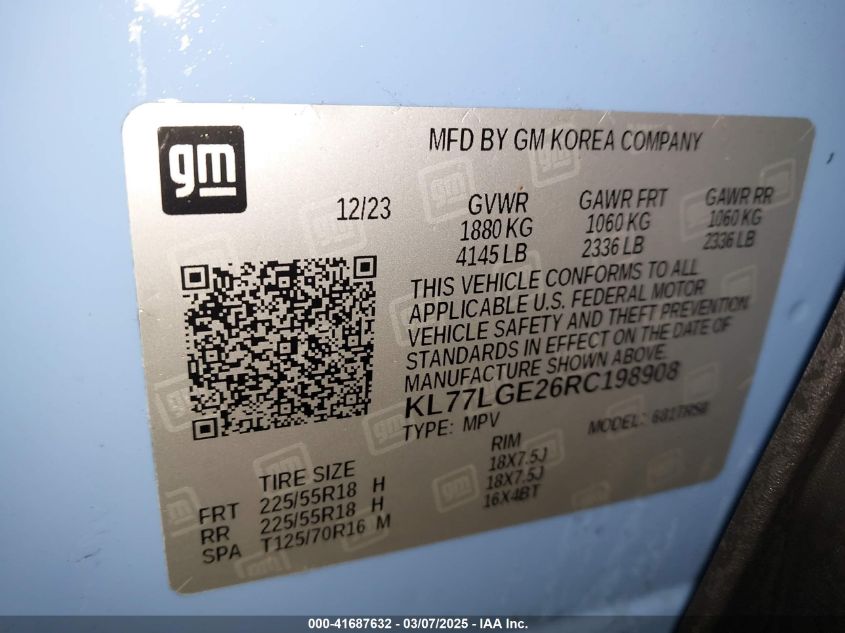 gm
MFD BY GM KOREA COMPANY
12/23
GVWR
1880 KG
4145 LB
GAWR FRT
1060 KG
2336 LB
GAWR RR
1060 KG
2336 LB
THIS VEHICLE CONFORMS TO ALL
APPLICABLE U.S. FEDERAL MOTOR
VEHICLE SAFETY AND THEFT PREVENTION
STANDARDS IN EFFECT ON THE DATE OF
MANUFACTURE SHOWN ABOVE.
KL77LGE26RC198908
TYPE: MPV
MODEL:
TIRE SIZE
RIM
FRT 225/55R18 H 18X7.5J
RR 225/55R18 H 18X7.5J
SPA T125/70R16 M 16X4BT
000-41687632 - 03/07/2025 - IAA, Inc.